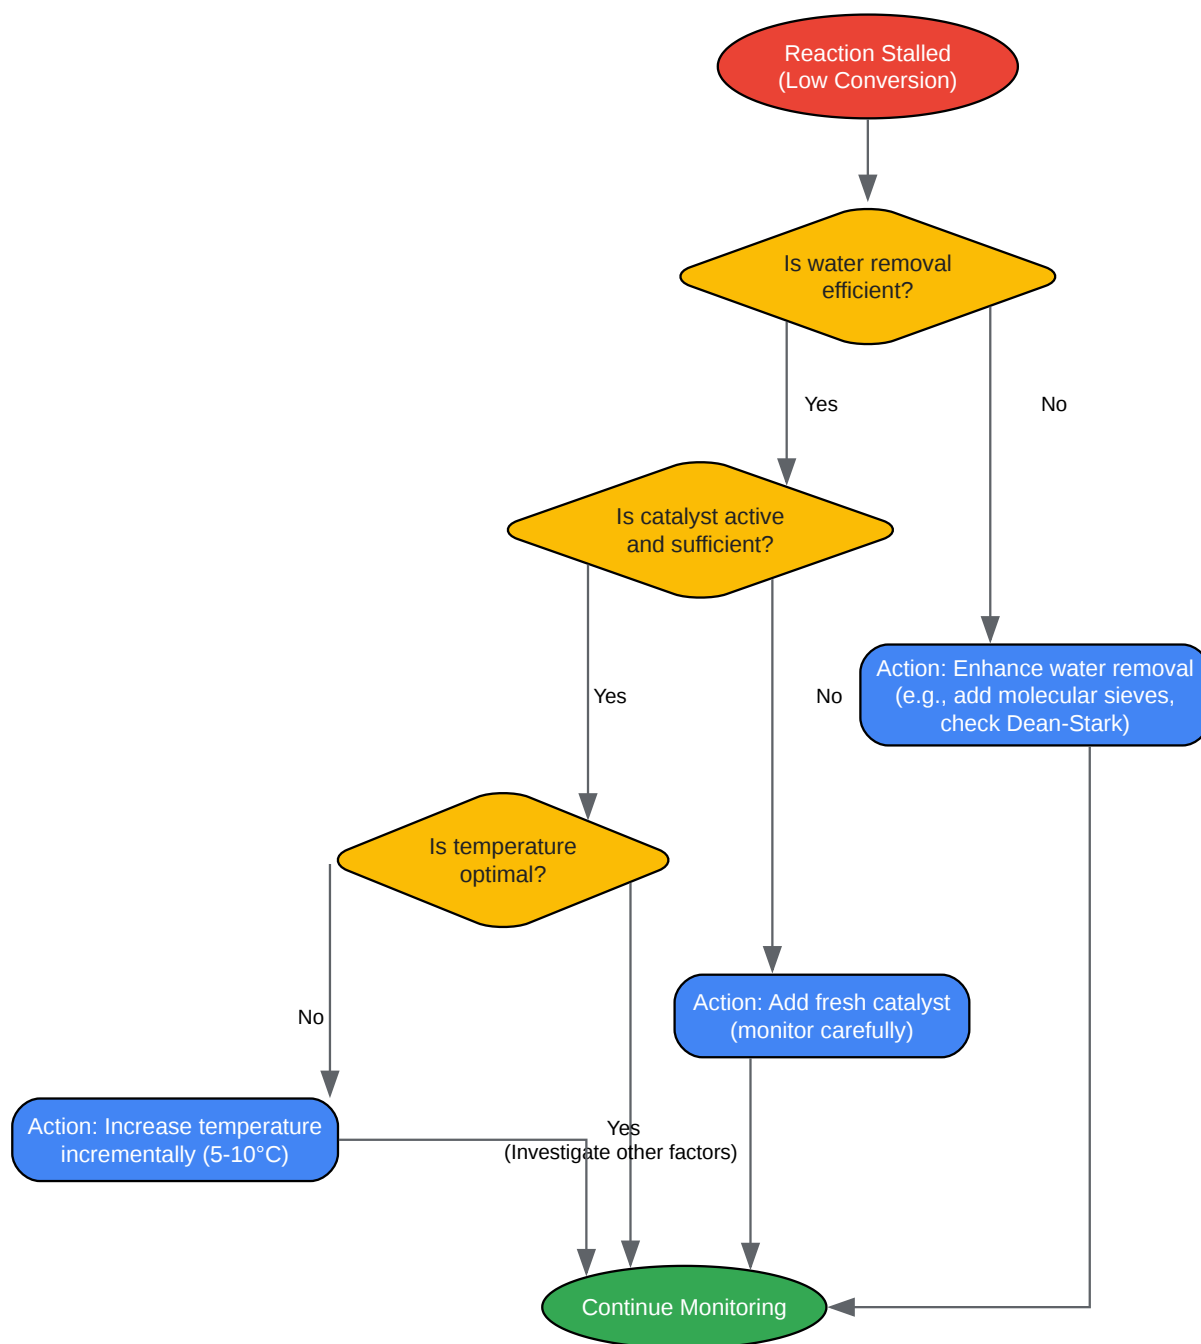 Reaction Stalled
(Low Conversion)
Is water removal
efficient?
Yes
No
Is catalyst active
and sufficient?
Action: Enhance water removal
(e.g., add molecular sieves,
check Dean-Stark)
Yes
No
Is temperature
optimal?
Action: Add fresh catalyst
(monitor carefully)
No
Action: Increase temperature
incrementally (5-10°C)
Yes
(Investigate other factors)
Continue Monitoring